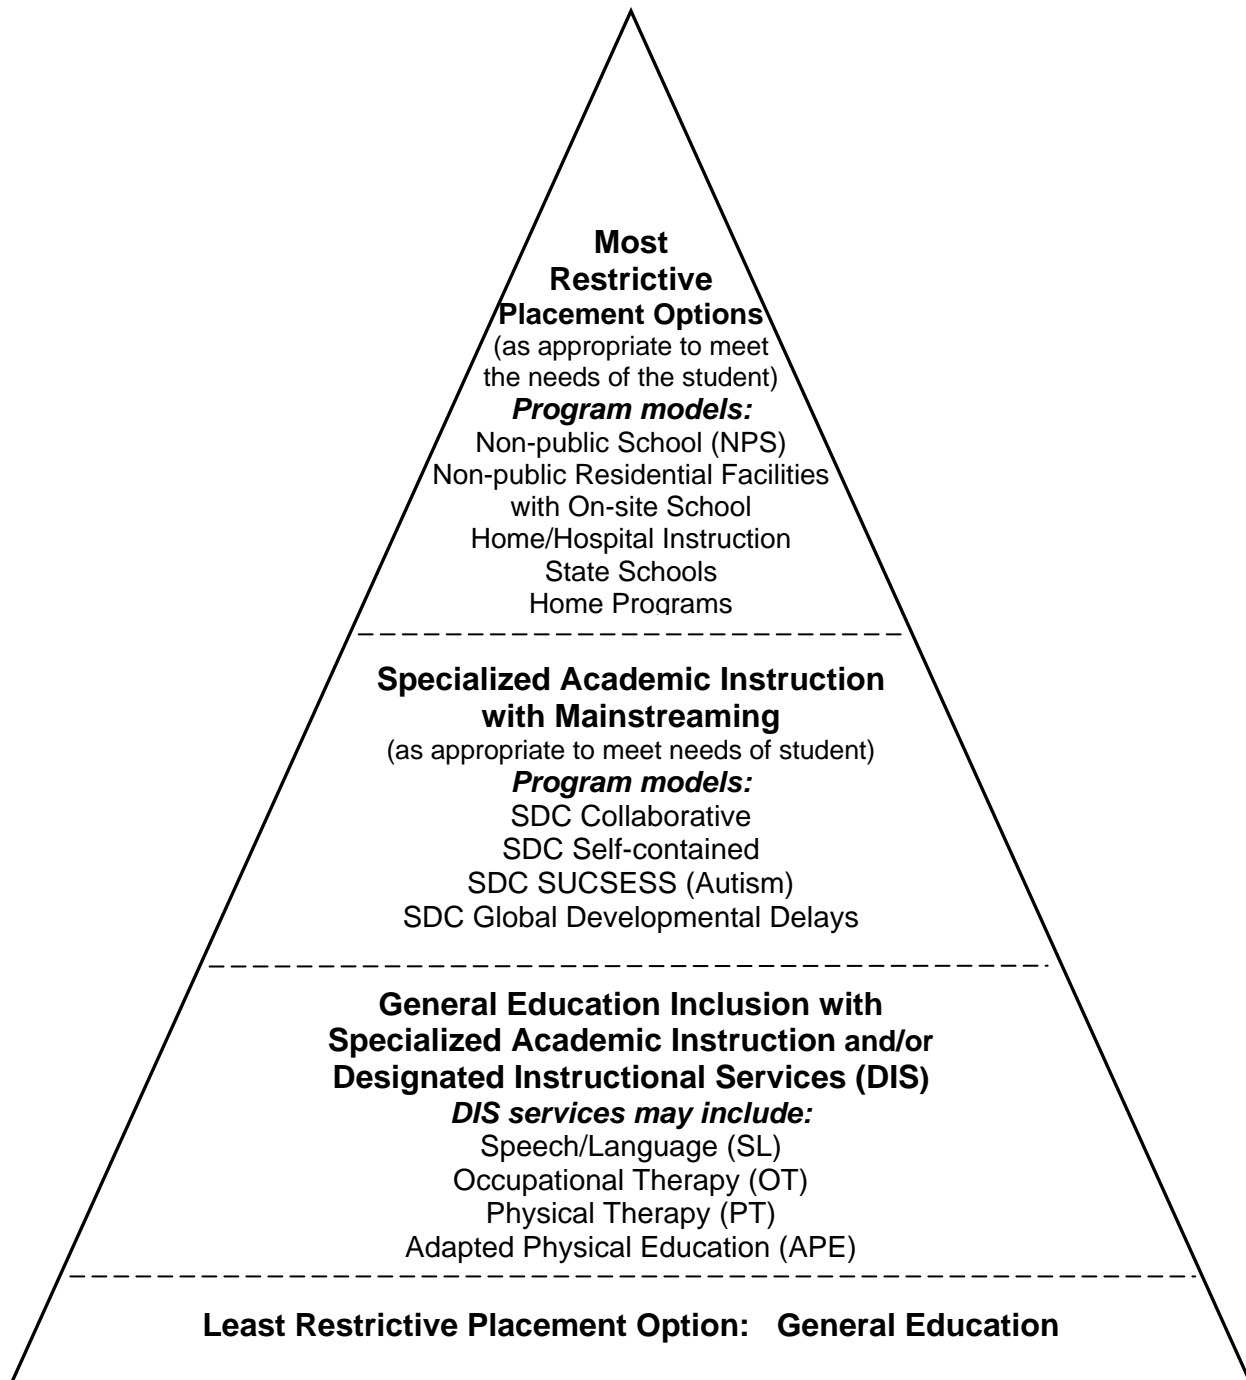 Most
Restrictive
Placement Options
(as appropriate to meet
the needs of the student)
Program models:
Non-public School (NPS)
Non-public Residential Facilities
with On-site School
Home/Hospital Instruction
State Schools
Home Programs
Specialized Academic Instruction
with Mainstreaming
(as appropriate to meet needs of student)
Program models:
SDC Collaborative
SDC Self-contained
SDC SUCSESS (Autism)
SDC Global Developmental Delays
General Education Inclusion with
Specialized Academic Instruction and/or
Designated Instructional Services (DIS)
DIS services may include:
Speech/Language (SL)
Occupational Therapy (OT)
Physical Therapy (PT)
Adapted Physical Education (APE)
Least Restrictive Placement Option: General Education